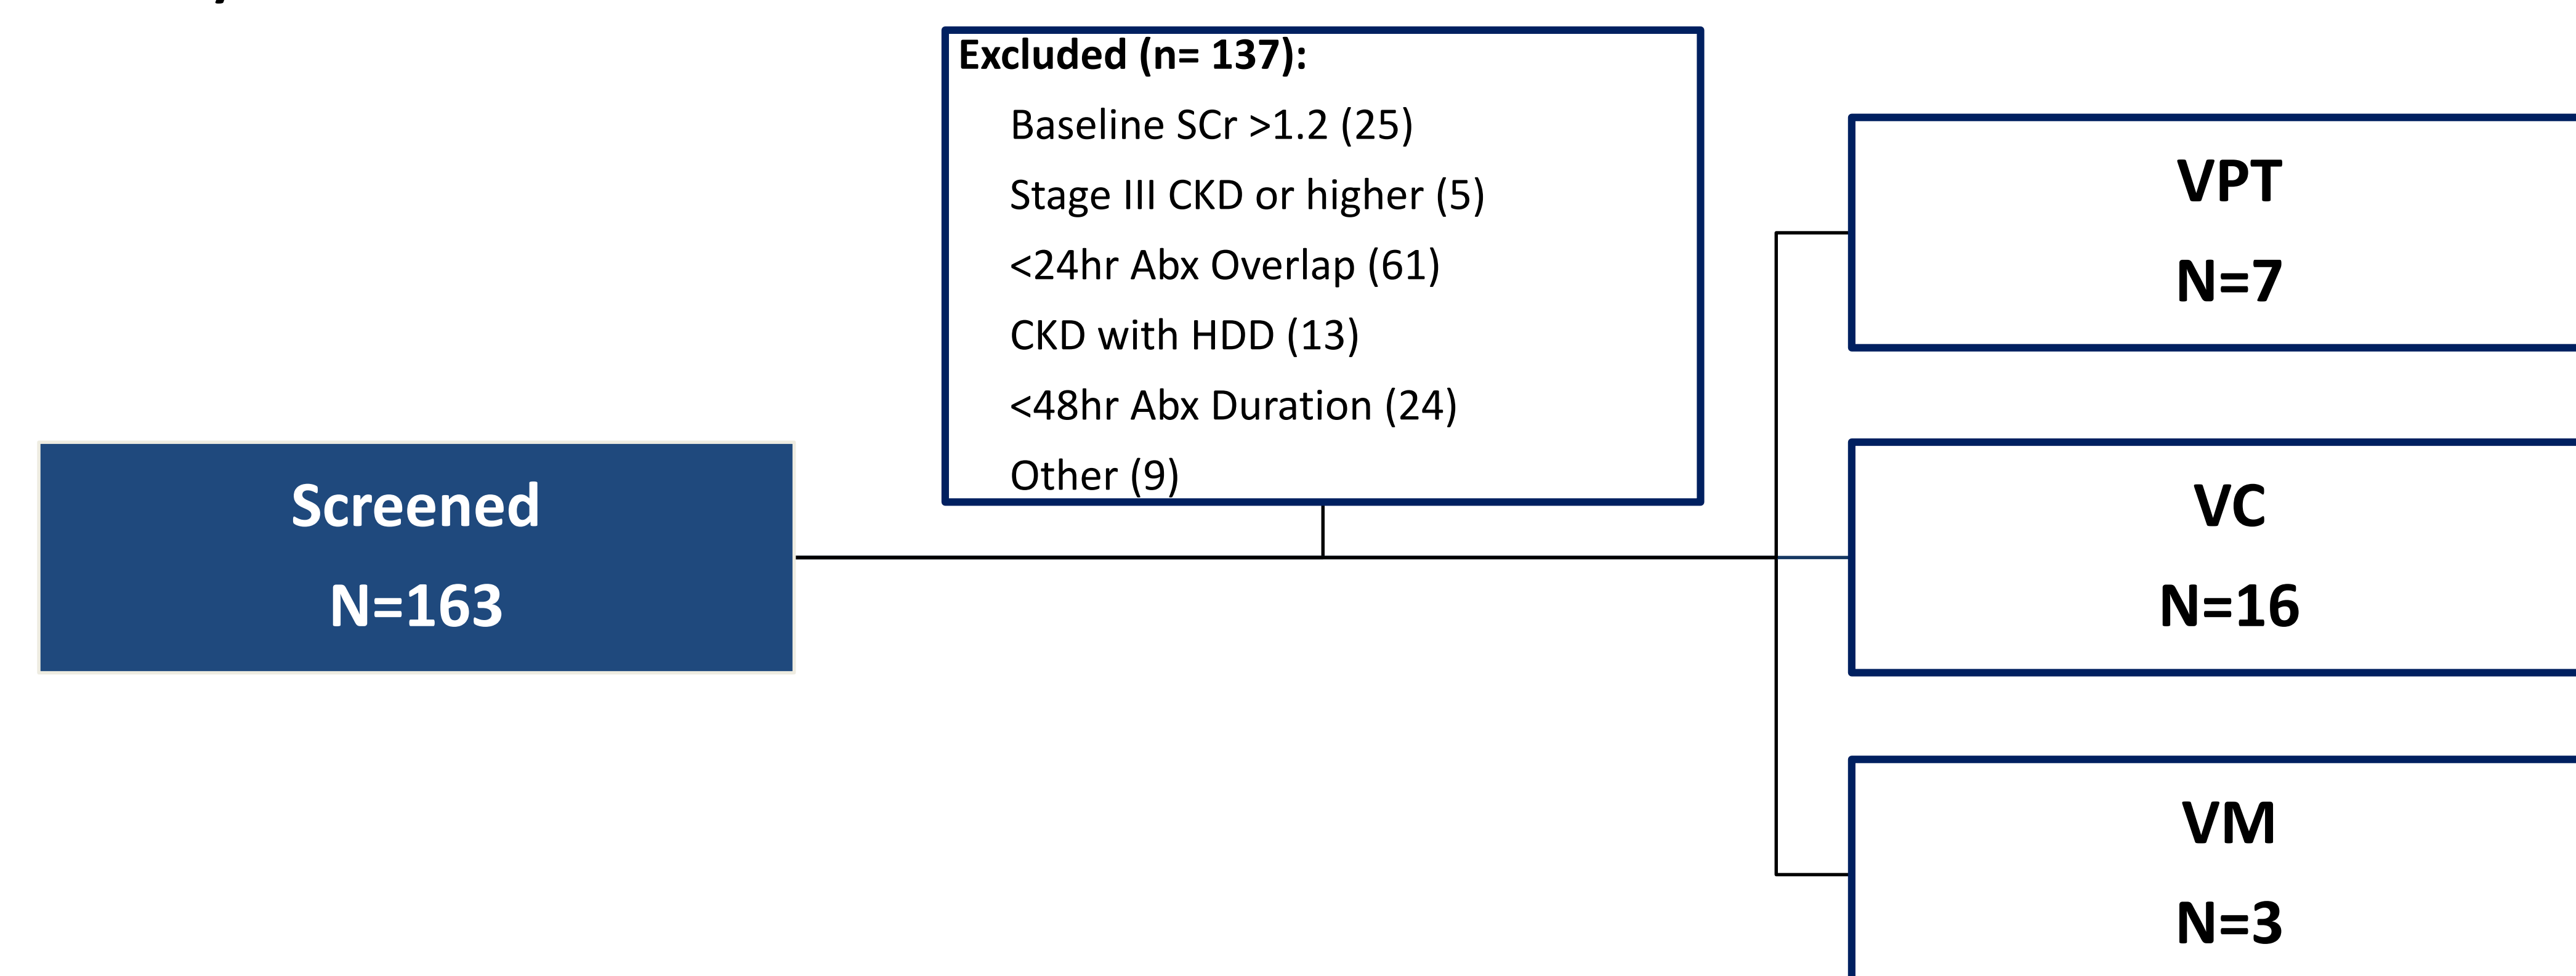 Excluded (n= 137):
Baseline SCr >1.2 (25)
Stage III CKD or higher (5)
<24hr Abx Overlap (61)
CKD with HDD (13)
<48hr Abx Duration (24)
Other (9)
Screened
N=163
VPT
N=7
VC
N=16
VM
N=3